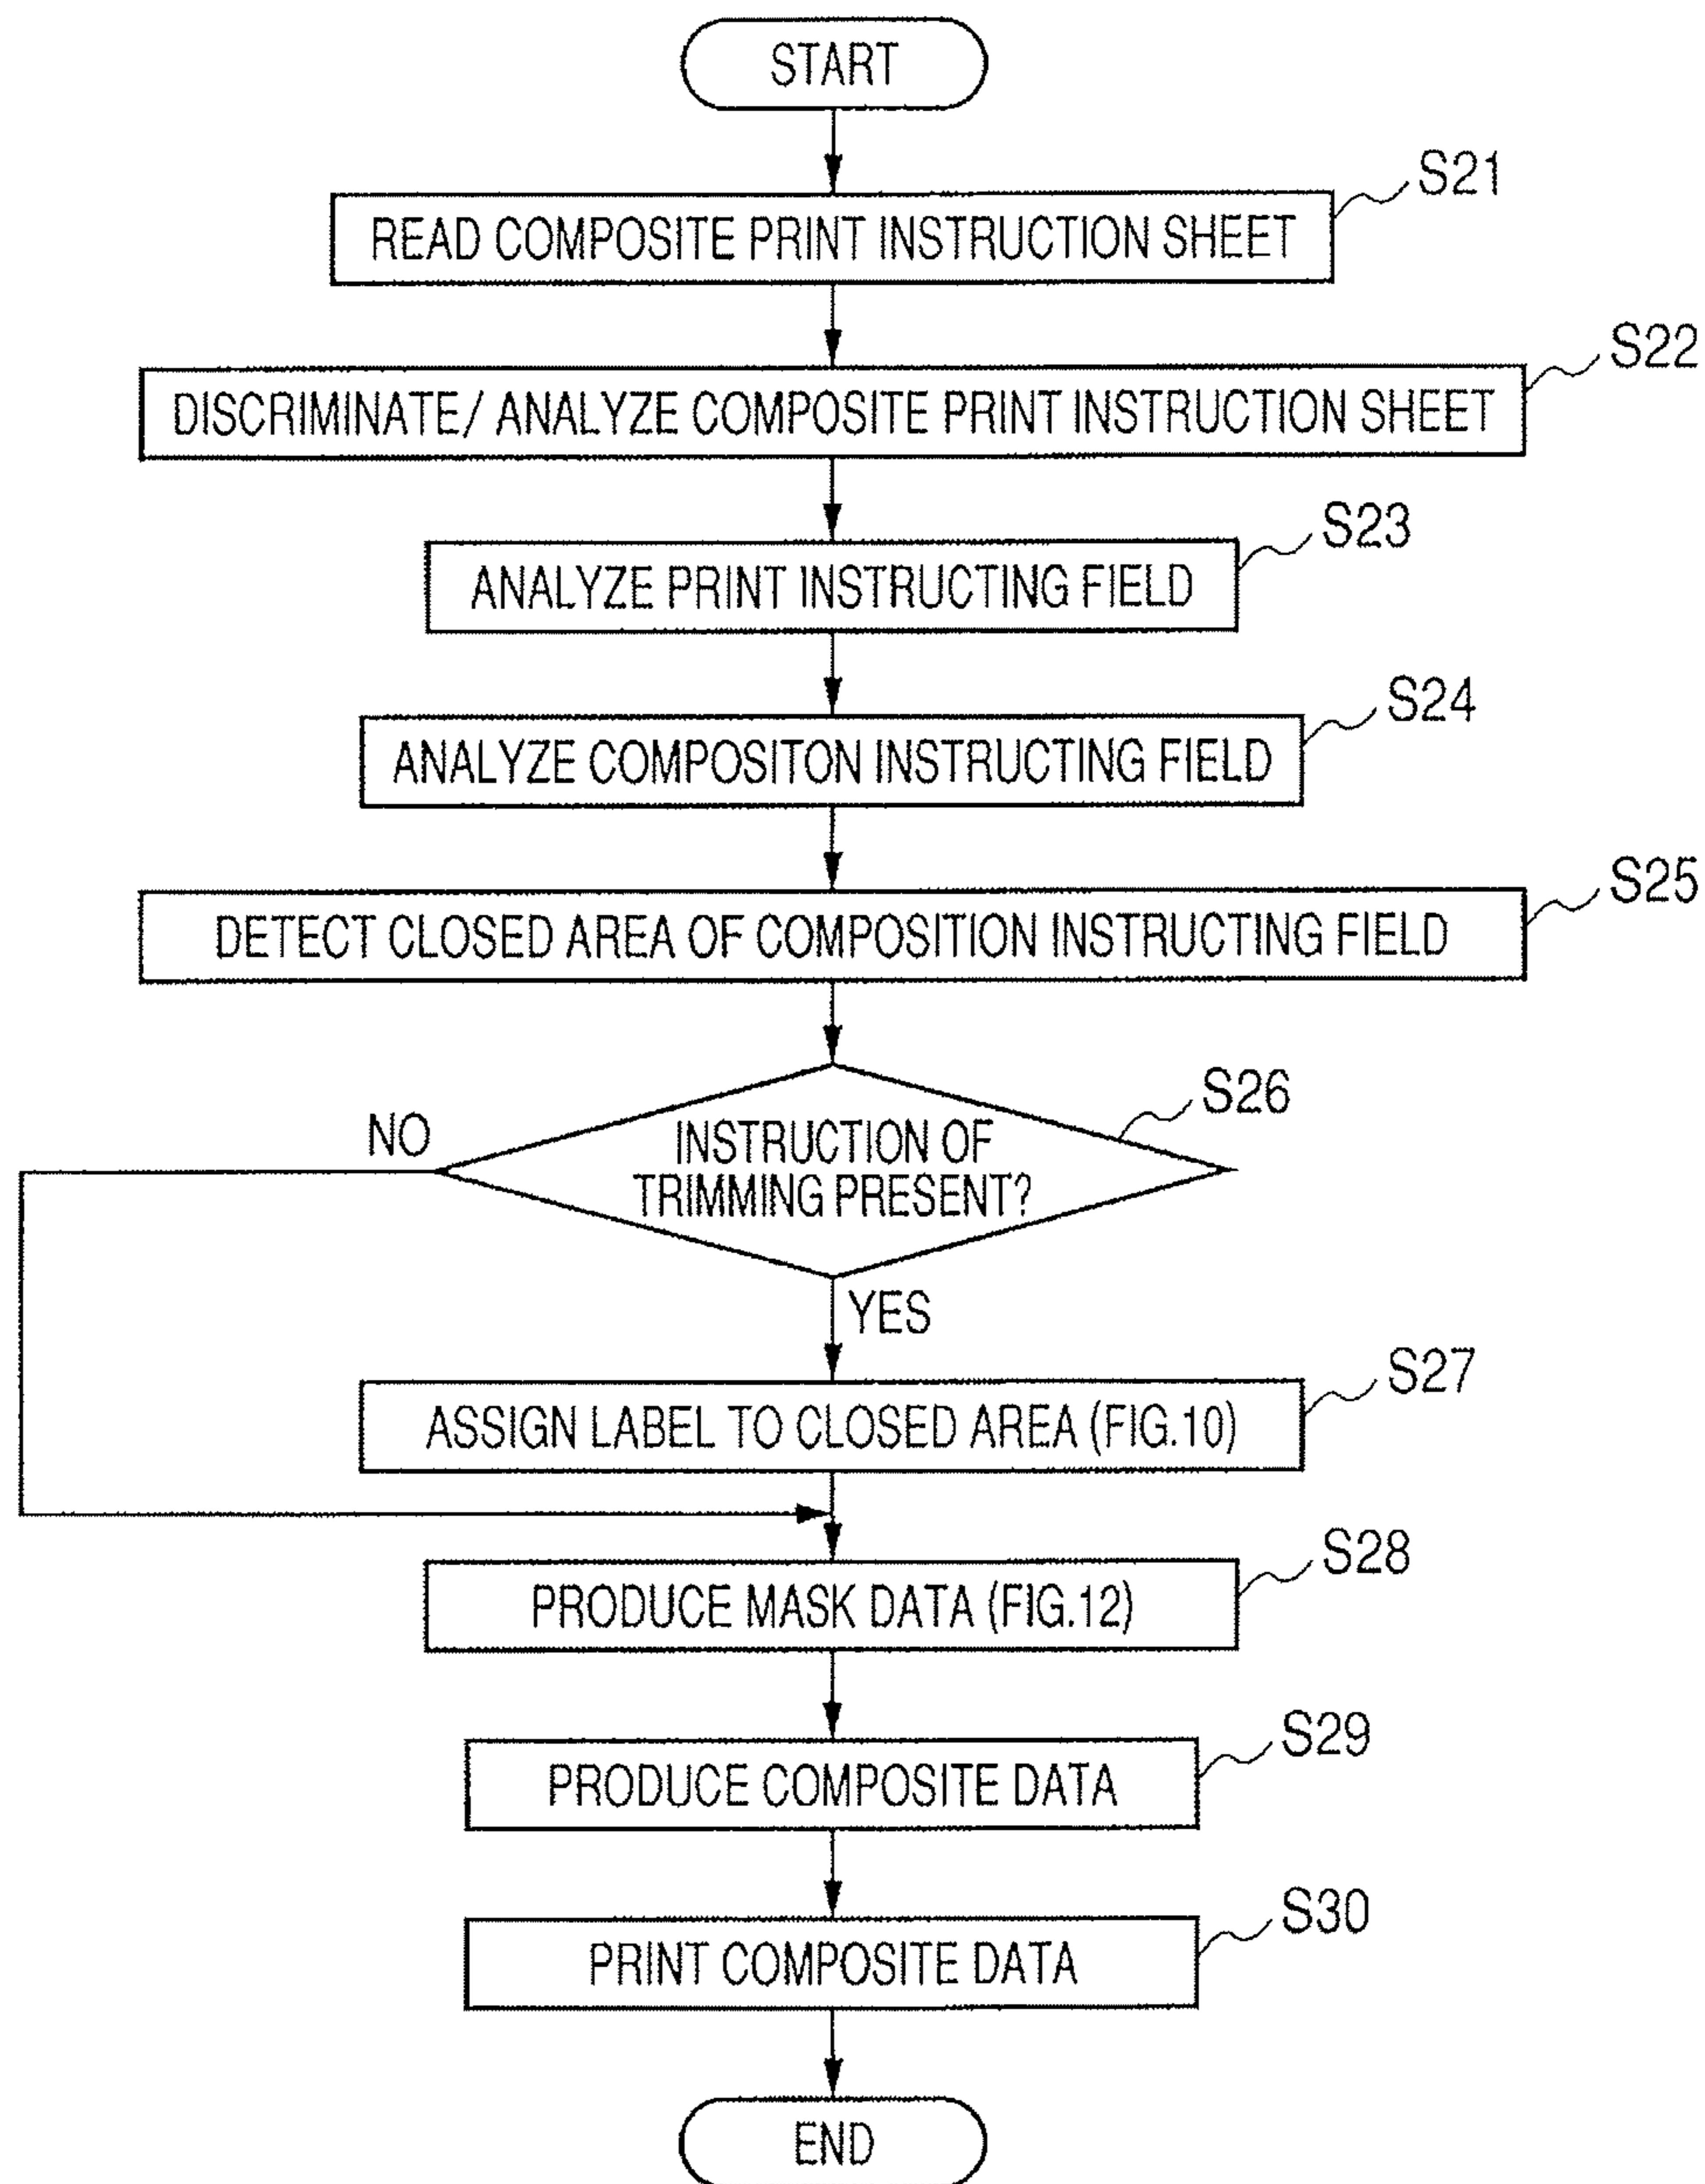 START
S21
READ COMPOSITE PRINT INSTRUCTION SHEET
S22
DISCRIMINATE/ ANALYZE COMPOSITE PRINT INSTRUCTION SHEET
S23
ANALYZE PRINT INSTRUCTING FIELD
S24
ANALYZE COMPOSITON INSTRUCTING FIELD
S25
DETECT CLOSED AREA OF COMPOSITION INSTRUCTING FIELD
S26
NO
INSTRUCTION OF
TRIMMING PRESENT?
YES
S27
ASSIGN LABEL TO CLOSED AREA (FIG.10)
S28
PRODUCE MASK DATA (FIG.12)
S29
PRODUCE COMPOSITE DATA
S30
PRINT COMPOSITE DATA
END